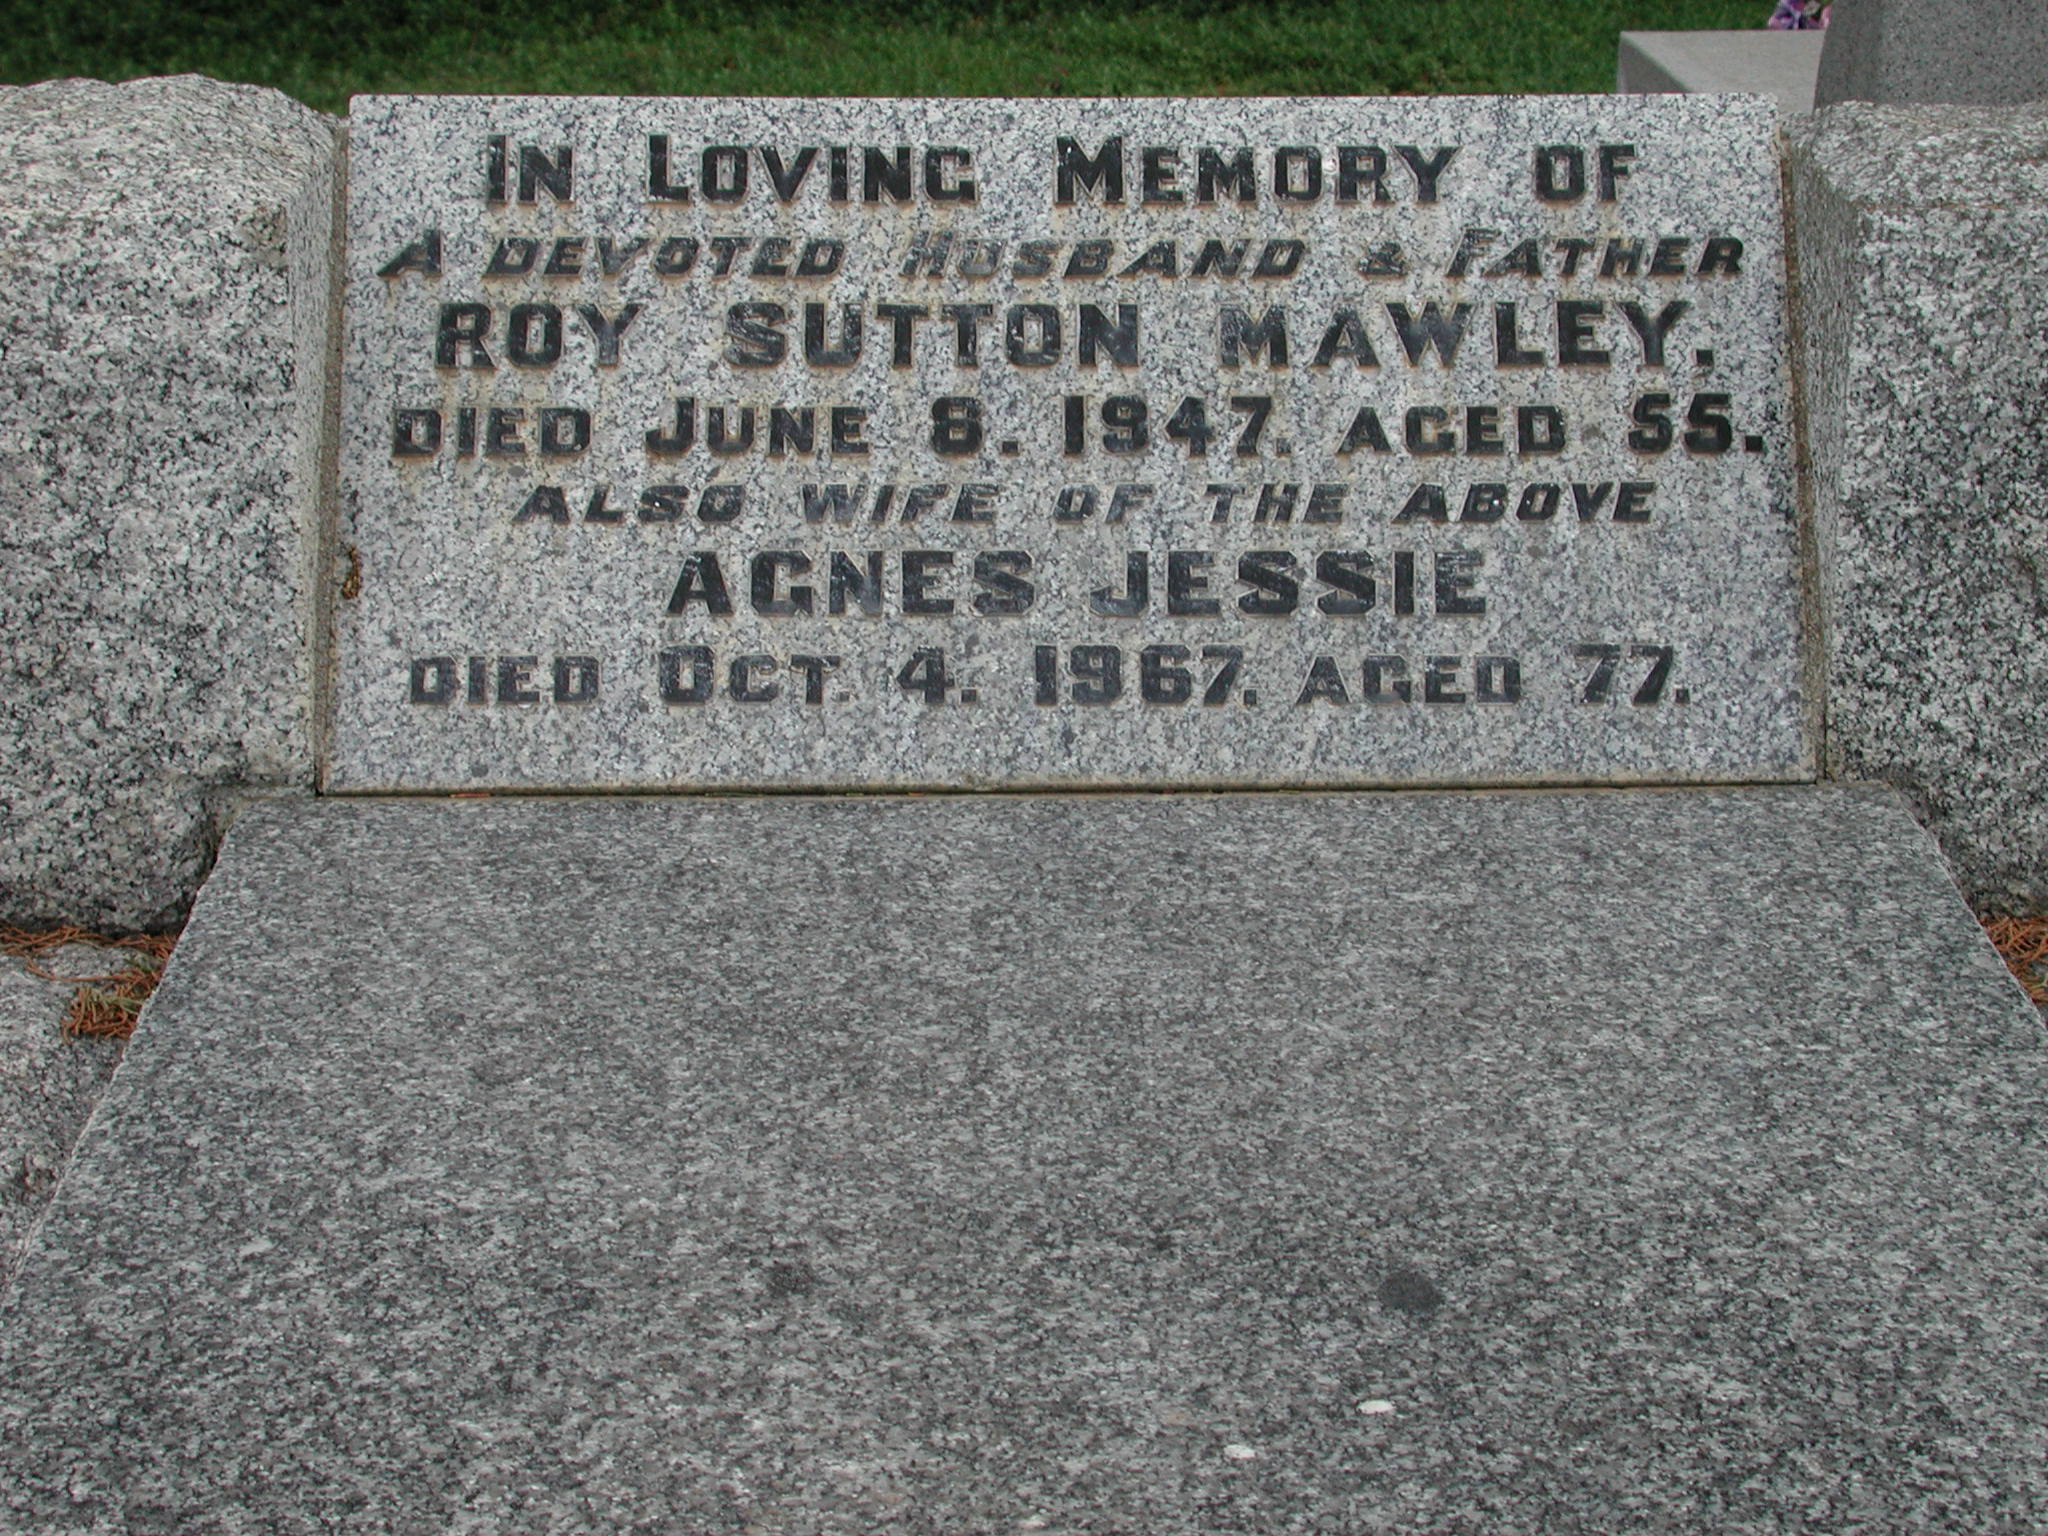 In Loving Memory of
A devoted Husband & Father
ROY SUTTON MAWLEY.
died June 8. 1947. aged 55.
also wife of the above
AGNES JESSIE
died Oct. 4. 1967. aged 77.